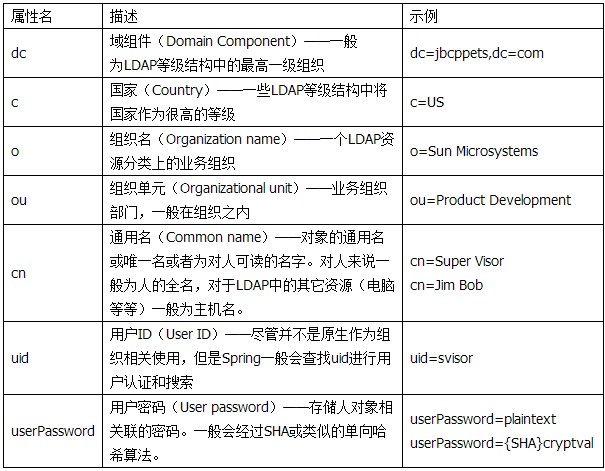 属性名 描述 示例
dc 域组件（Domain Component）——一般
为LDAP等级结构中的最高一级组织 dc=jbcppets,dc=com
c 国家（Country）——一些LDAP等级结构中将
国家作为很高的等级 c=US
o 组织名（Organization name）——一个LDAP资
源分类上的业务组织 o=Sun Microsystems
ou 组织单元（Organizational unit）——业务组织
部门，一般在组织之内 ou=Product Development
cn 通用名（Common name）——对象的通用名
或唯一名或者为对人可读的名字。对人来说一
般为人的全名，对于LDAP中的其它资源（电脑
等等）一般为主机名。
cn=Super Visor
cn=Jim Bob
uid 用户ID（User ID）——尽管并不是原生作为组
织相关使用，但是Spring一般会查找uid进行
用户认证和搜索 uid=svisor
userPassword 用户密码（User password）——存储人对象相
关联的密码。一般会经过SHA或类似的单向哈
希算法。
userPassword=plaintext
userPassword={SHA}cryptval